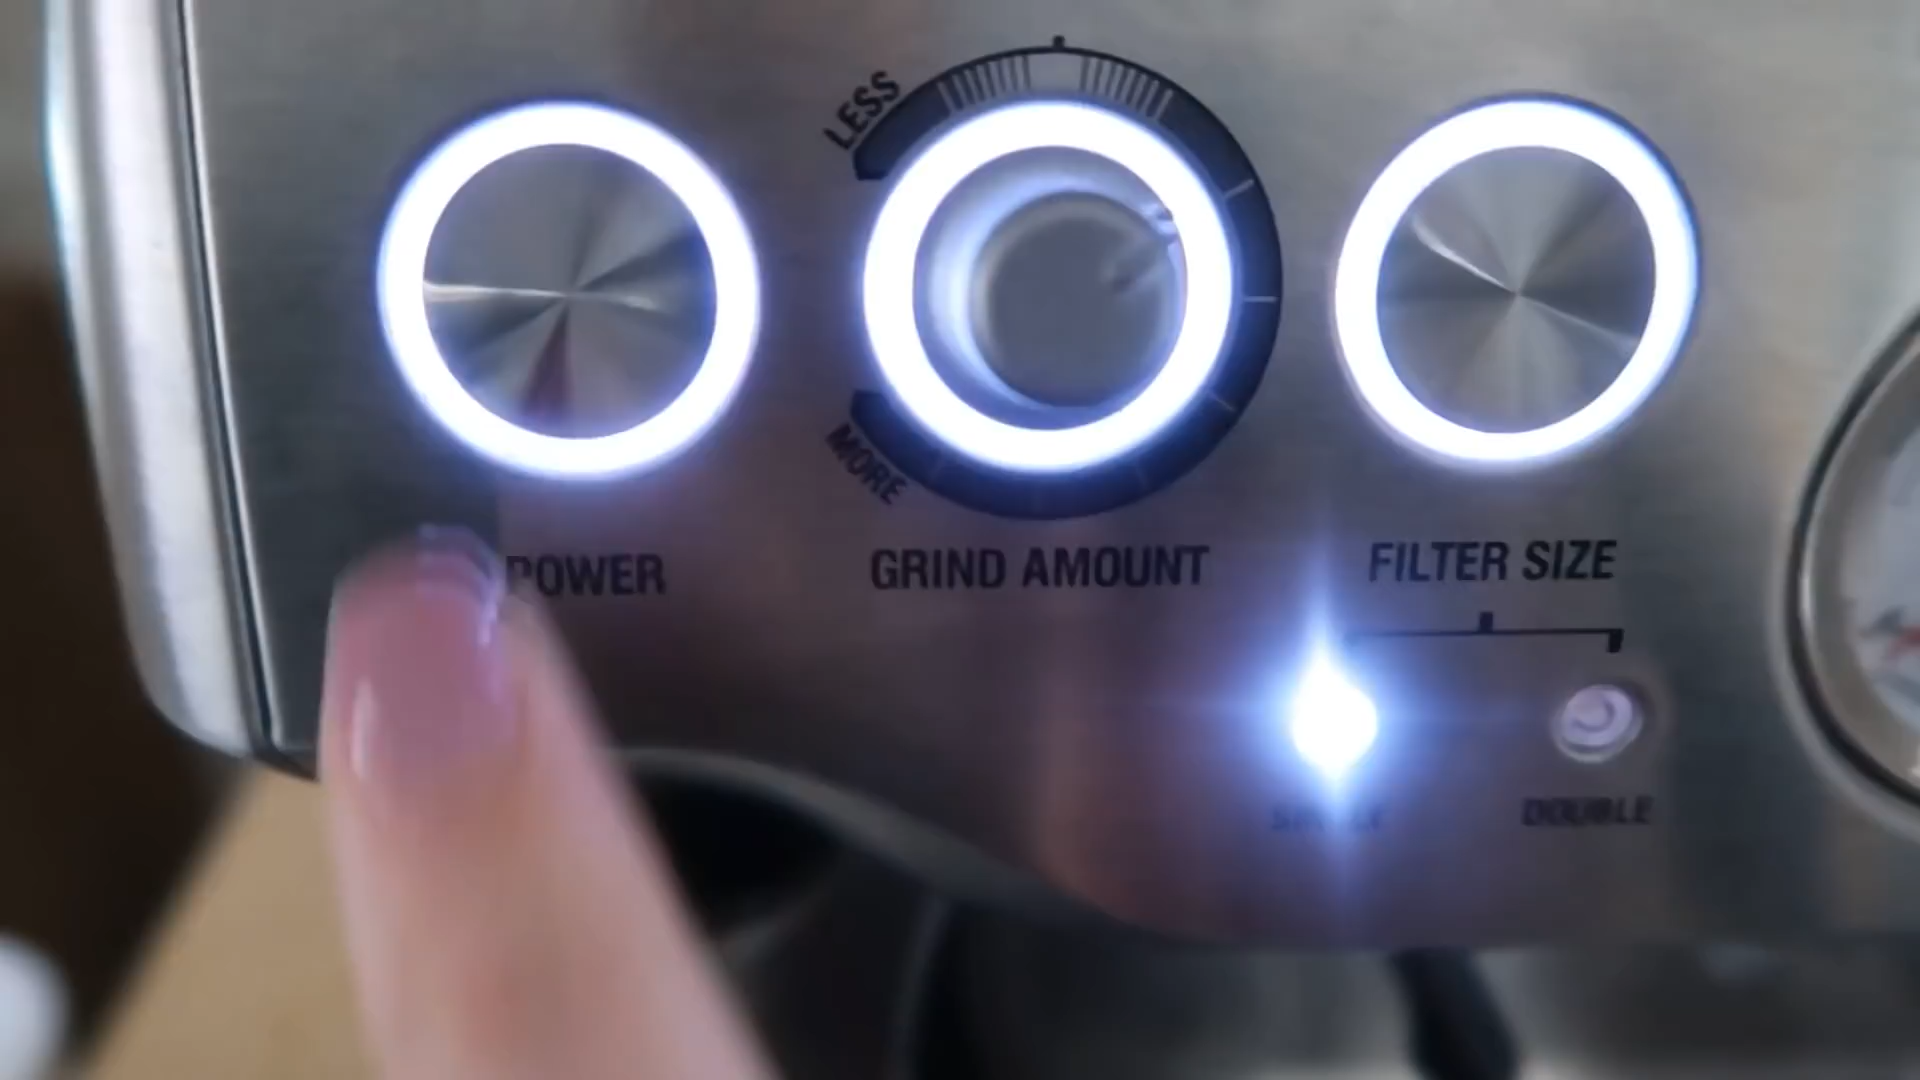 LESS
MORE
POWER
GRIND AMOUNT
FILTER SIZE
DOUBLE